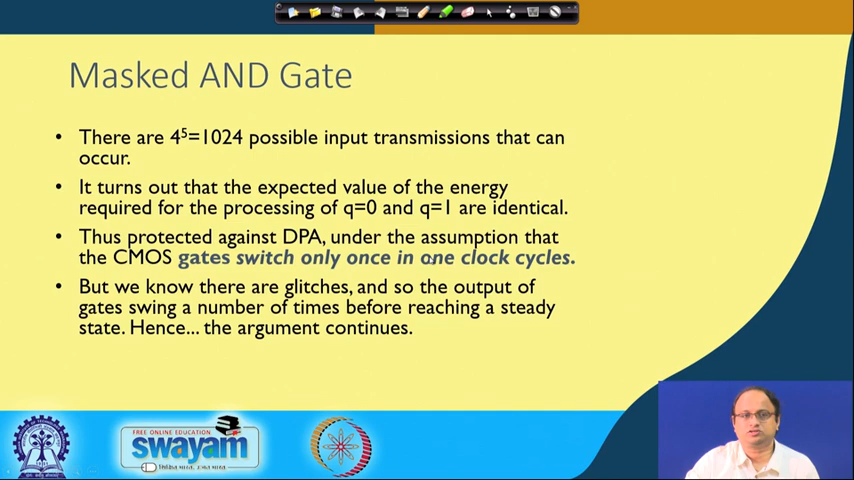 Masked AND Gate
• There are 4⁵=1024 possible input transmissions that can
occur.
• It turns out that the expected value of the energy
required for the processing of q=0 and q=1 are identical.
• Thus protected against DPA, under the assumption that
the CMOS gates switch only once in one clock cycles.
• But we know there are glitches, and so the output of
gates swing a number of times before reaching a steady
state. Hence... the argument continues.
FREE ONLINE EDUCATION
swayam